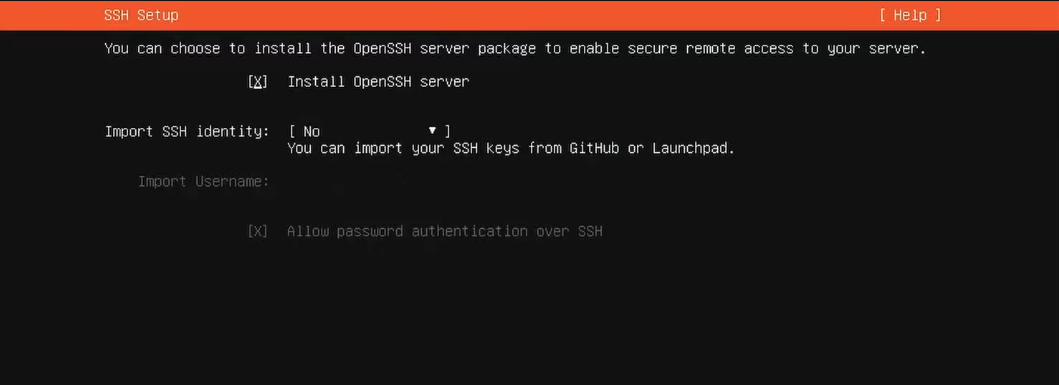 SSH Setup [ Help ]
You can choose to install the OpenSSH server package to enable secure remote access to your server.
[X] Install OpenSSH server
Import SSH identity: [ No ▾ ]
You can import your SSH keys from GitHub or Launchpad.
Import Username:
[X] Allow password authentication over SSH